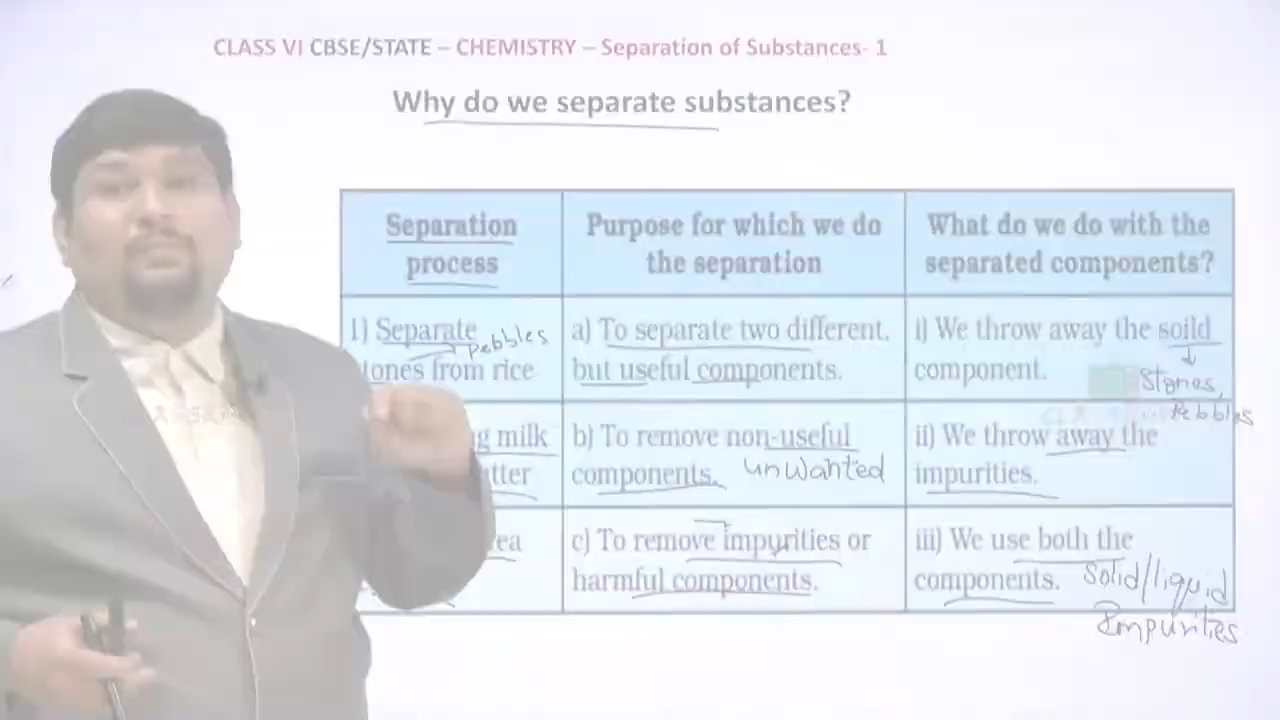 CLASS VI CBSE/STATE – CHEMISTRY – Separation of Substances- 1
Why do we separate substances?
Separation
process
Purpose for which we do
the separation
What do we do with the
separated components?
1) Separate
pebbles
tones from rice
a) To separate two different,
but useful components.
i) We throw away the soild
component.
Stones,
Pebbles
g milk
tter
b) To remove non-useful
components.
unwanted
ii) We throw away the
impurities.
ea
c) To remove impurities or
harmful components.
iii) We use both the
components.
Solid/liquid
Impurities